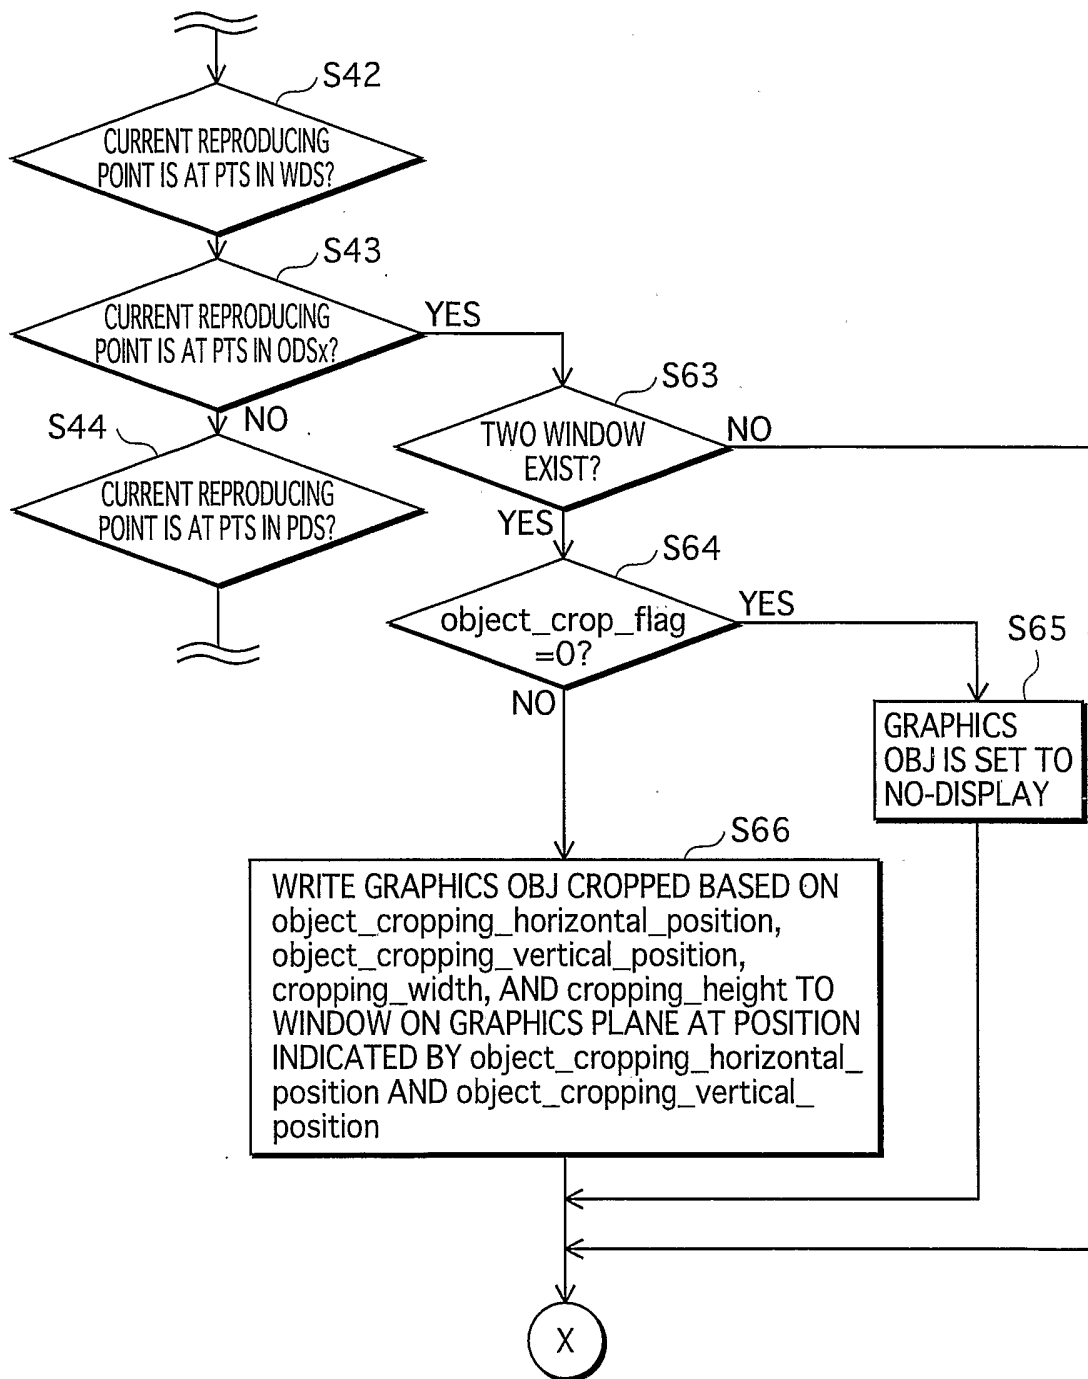 S42
CURRENT REPRODUCING
POINT IS AT PTS IN WDS?
S43
CURRENT REPRODUCING
POINT IS AT PTS IN ODSx?
YES
NO
S44
CURRENT REPRODUCING
POINT IS AT PTS IN PDS?
S63
TWO WINDOW
EXIST?
NO
YES
S64
object_crop_flag
=0?
YES
NO
S65
GRAPHICS
OBJ IS SET TO
NO-DISPLAY
S66
WRITE GRAPHICS OBJ CROPPED BASED ON
object_cropping_horizontal_position,
object_cropping_vertical_position,
cropping_width, AND cropping_height TO
WINDOW ON GRAPHICS PLANE AT POSITION
INDICATED BY object_cropping_horizontal_
position AND object_cropping_vertical_
position
X